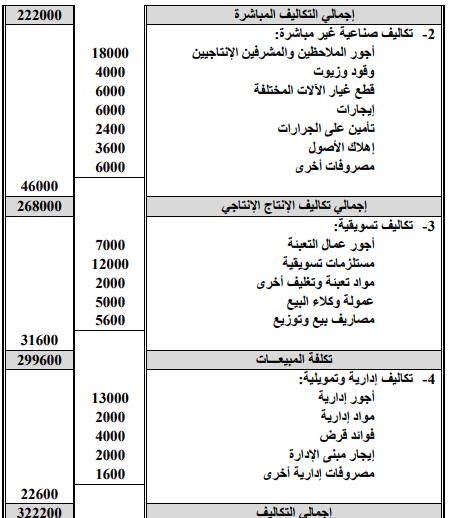 إجمالي التكاليف المباشرة 222000
2- تكاليف صناعية غير مباشرة:
أجور الملاحظين والمشرفين الإنتاجيين 18000
وقود وزيوت 4000
قطع غيار الآلات المختلفة 6000
إيجارات 6000
تأمين على الجرارات 2400
إهلاك الأصول 3600
مصروفات أخرى 6000
46000
إجمالي تكاليف الإنتاج الإنتاجي 268000
3- تكاليف تسويقية:
أجور عمال التعبئة 7000
مستلزمات تسويقية 12000
مواد تعبئة وتغليف أخرى 2000
عمولة وكلاء البيع 5000
مصاريف بيع وتوزيع 5600
31600
تكلفة المبيعـــات 299600
4- تكاليف إدارية وتمويلية:
أجور إدارية 13000
مواد إدارية 2000
فوائد قرض 4000
إيجار مبنى الإدارة 2000
مصروفات إدارية أخرى 1600
22600
إجمالي التكاليف 322200